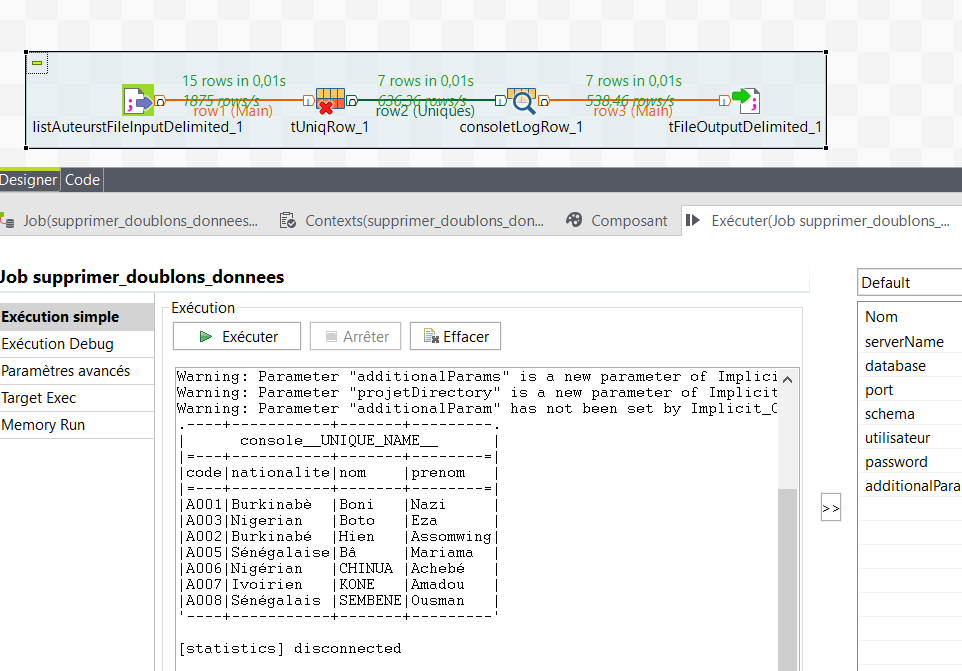 15 rows in 0,01s
7 rows in 0,01s
7 rows in 0,01s
1875 rows/s
636,36 rows/s
538,46 rows/s
row1 (Main)
row2 (Uniques)
row3 (Main)
listAuteurstFileInputDelimited_1
tUniqRow_1
consoletLogRow_1
tFileOutputDelimited_1
Designer
Code
Job(supprimer_doublons_donnees...
Contexts(supprimer_doublons_don...
Composant
Exécuter(Job supprimer_doublons_...
Job supprimer_doublons_donnees
Default
Exécution simple
Exécution Debug
Paramètres avancés
Target Exec
Memory Run
Exécution
Exécuter
Arrêter
Effacer
Warning: Parameter "additionalParams" is a new parameter of Implici
Warning: Parameter "projetDirectory" is a new parameter of Implicit
Warning: Parameter "additionalParam" has not been set by Implicit_C
.----+-----------+-------+---------.
|      console__UNIQUE_NAME__      |
|=----+-----------+-------+--------=|
|code|nationalite|nom    |prenom   |
|=----+-----------+-------+--------=|
|A001|Burkinabè  |Boni   |Nazi     |
|A003|Nigerian   |Boto   |Eza      |
|A002|Burkinabé  |Hien   |Assomwing|
|A005|Sénégalaise|Bâ     |Mariama  |
|A006|Nigérian   |CHINUA |Achebé   |
|A007|Ivoirien   |KONE   |Amadou   |
|A008|Sénégalais |SEMBENE|Ousman   |
'----+-----------+-------+---------'
[statistics] disconnected
>>
Nom
serverName
database
port
schema
utilisateur
password
additionalPara